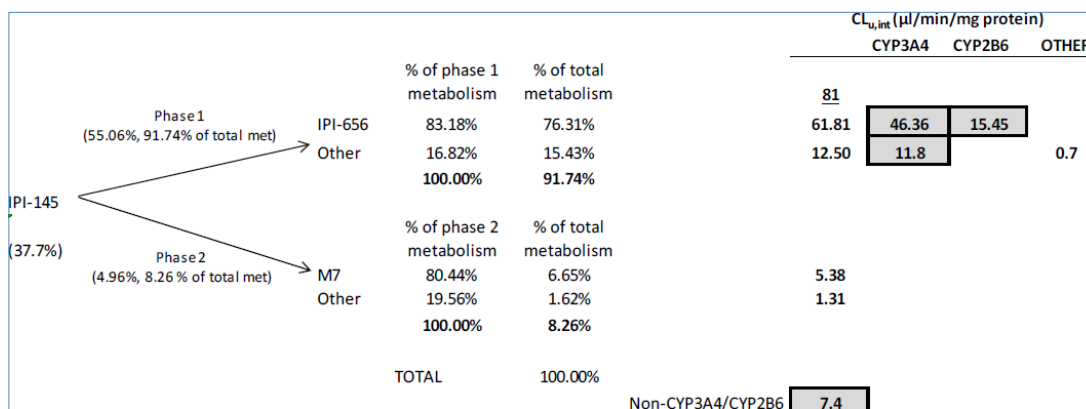 CLu,int (µl/min/mg protein)
CYP3A4 CYP2B6 OTHER
% of phase 1 % of total
metabolism metabolism
81
Phase 1
(55.06%, 91.74% of total met)
IPI-656 83.18% 76.31% 61.81 46.36 15.45
Other 16.82% 15.43% 12.50 11.8 0.7
100.00% 91.74%
IPI-145
(37.7%)
% of phase 2 % of total
metabolism metabolism
Phase 2
(4.96%, 8.26 % of total met)
M7 80.44% 6.65% 5.38
Other 19.56% 1.62% 1.31
100.00% 8.26%
TOTAL 100.00%
Non-CYP3A4/CYP2B6 7.4